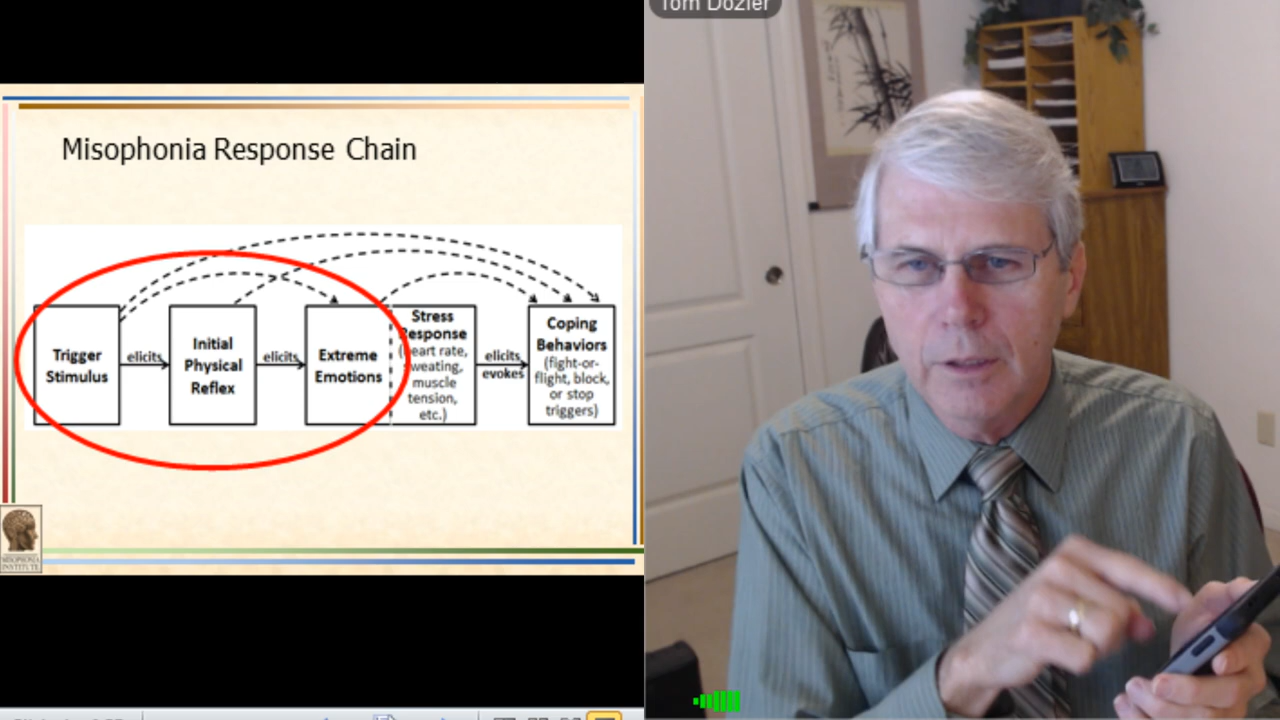 Tom Dozier
Misophonia Response Chain
Trigger
Stimulus
elicits
Initial
Physical
Reflex
elicits
Extreme
Emotions
Stress
Response
(heart rate,
sweating,
muscle
tension,
etc.)
elicits
evokes
Coping
Behaviors
(fight-or-
flight, block,
or stop
triggers)
MISOPHONIA
INSTITUTE